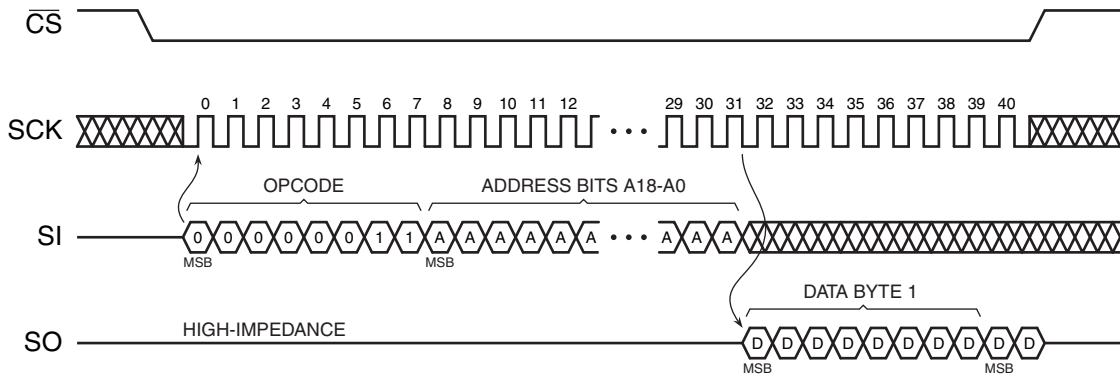 CS
0 1 2 3 4 5 6 7 8 9 10 11 12 29 30 31 32 33 34 35 36 37 38 39 40
SCK
OPCODE ADDRESS BITS A18-A0
SI 0 0 0 0 0 0 1 1 A A A A A A A A A
MSB MSB
DATA BYTE 1
HIGH-IMPEDANCE
SO D D D D D D D D D D
MSB MSB